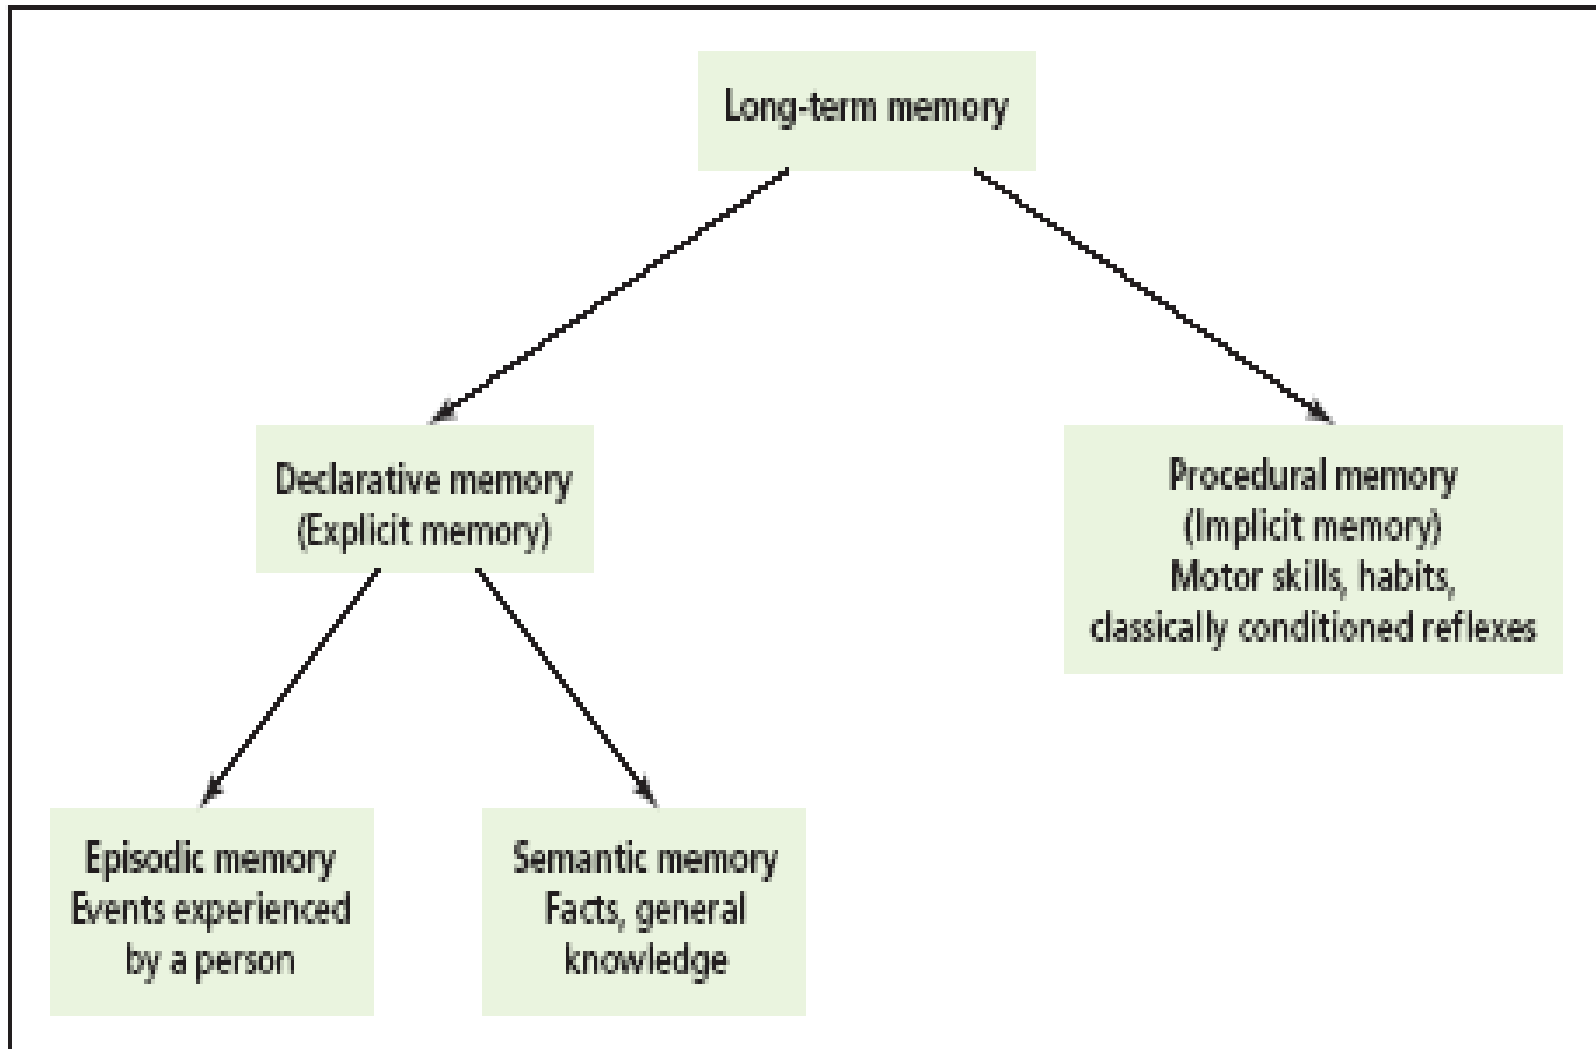 Long-term memory
Declarative memory
(Explicit memory)
Procedural memory
(Implicit memory)
Motor skills, habits,
classically conditioned reflexes
Episodic memory
Events experienced
by a person
Semantic memory
Facts, general
knowledge